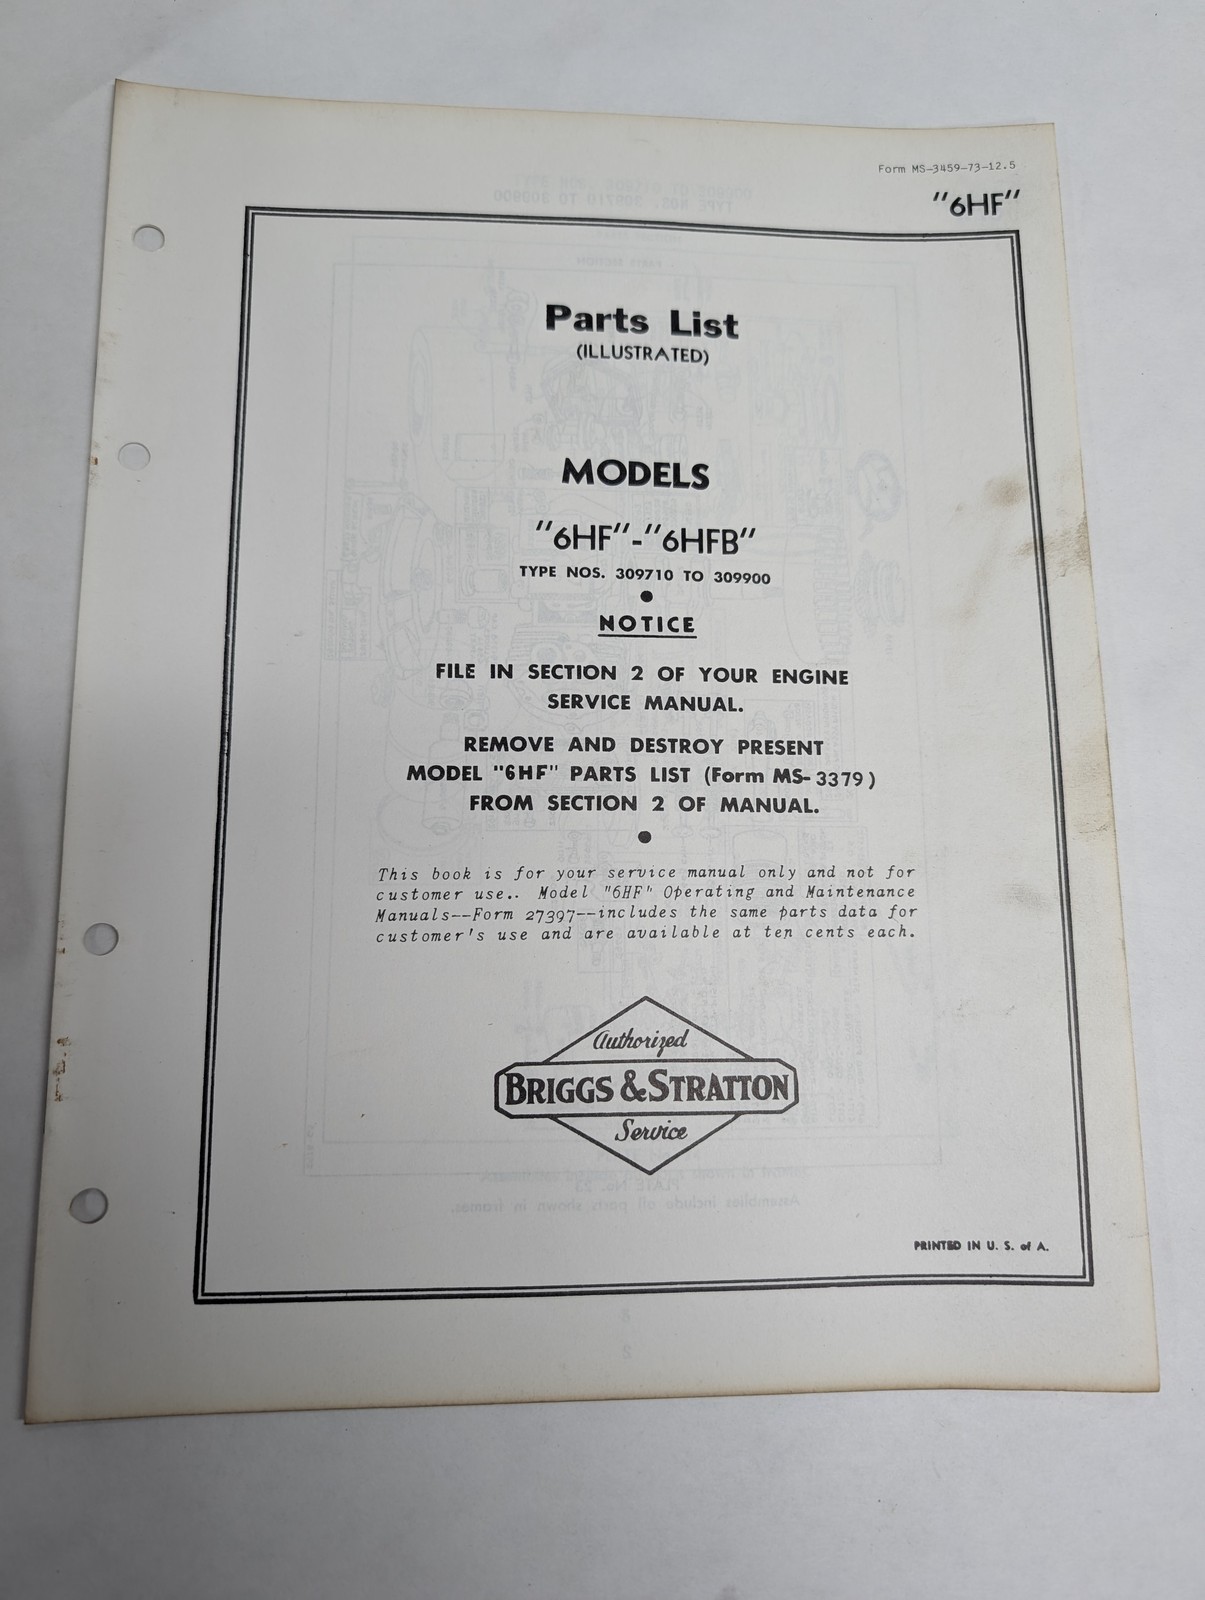 Form MS-3459-73-12.5
"6HF"
Parts List
(ILLUSTRATED)
MODELS
"6HF"-"6HFB"
TYPE NOS. 309710 TO 309900
●
NOTICE
FILE IN SECTION 2 OF YOUR ENGINE
SERVICE MANUAL.
REMOVE AND DESTROY PRESENT
MODEL "6HF" PARTS LIST (Form MS-3379)
FROM SECTION 2 OF MANUAL.
●
This book is for your service manual only and not for
customer use.. Model "6HF" Operating and Maintenance
Manuals--Form 27397--includes the same parts data for
customer's use and are available at ten cents each.
Authorized
BRIGGS & STRATTON
Service
PRINTED IN U. S. of A.